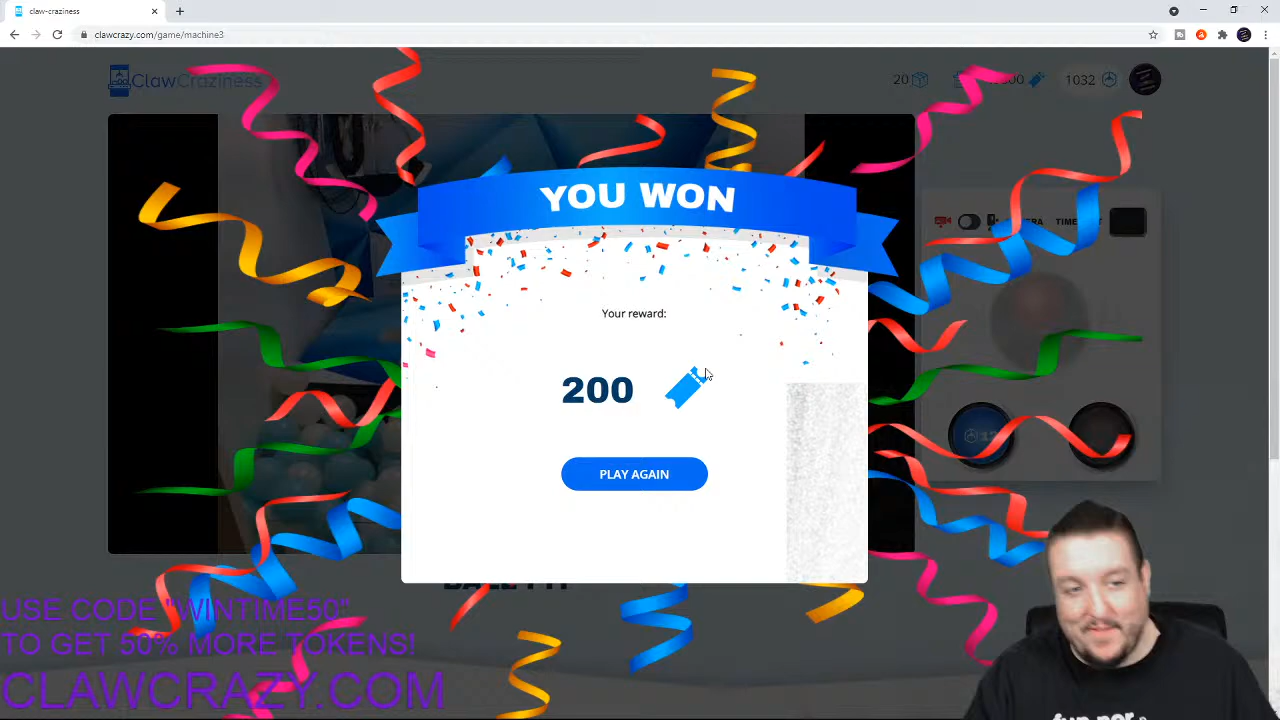 claw-craziness
clawcrazy.com/game/machine3
ClawCraziness
20
1032
YOU WON
TIME
Your reward:
200
PLAY AGAIN
USE CODE "WINTIME50"
TO GET 50% MORE TOKENS!
CLAWCRAZY.COM